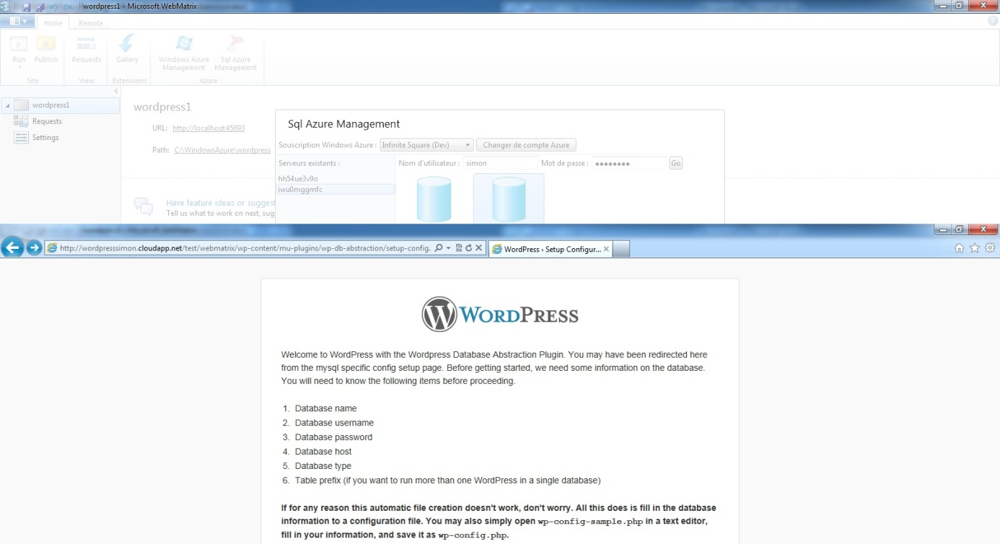 wordpress1 - Microsoft WebMatrix
Home Remote
Run Publish Requests Gallery Windows Azure Management Sql Azure Management
Site View Extensions Azure
wordpress1
Requests
Settings
wordpress1
URL: http://localhost:45893
Path: C:\WindowsAzure\wordpress
Have feature ideas or suggest
Tell us what to work on next, sug
Sql Azure Management
Souscription Windows Azure : Infinite Square (Dev) Changer de compte Azure
Serveurs existants : Nom d'utilisateur : simon Mot de passe : ●●●●●●●● Go
hh54ue3v9o
iwu0mggmfc
http://wordpresssimon.cloudapp.net/test/webmatrix/wp-content/mu-plugins/wp-db-abstraction/setup-config. WordPress › Setup Configur...
WORDPRESS
Welcome to WordPress with the Wordpress Database Abstraction Plugin. You may have been redirected here
from the mysql specific config setup page. Before getting started, we need some information on the database.
You will need to know the following items before proceeding.
1. Database name
2. Database username
3. Database password
4. Database host
5. Database type
6. Table prefix (if you want to run more than one WordPress in a single database)
If for any reason this automatic file creation doesn't work, don't worry. All this does is fill in the database
information to a configuration file. You may also simply open wp-config-sample.php in a text editor,
fill in your information, and save it as wp-config.php.